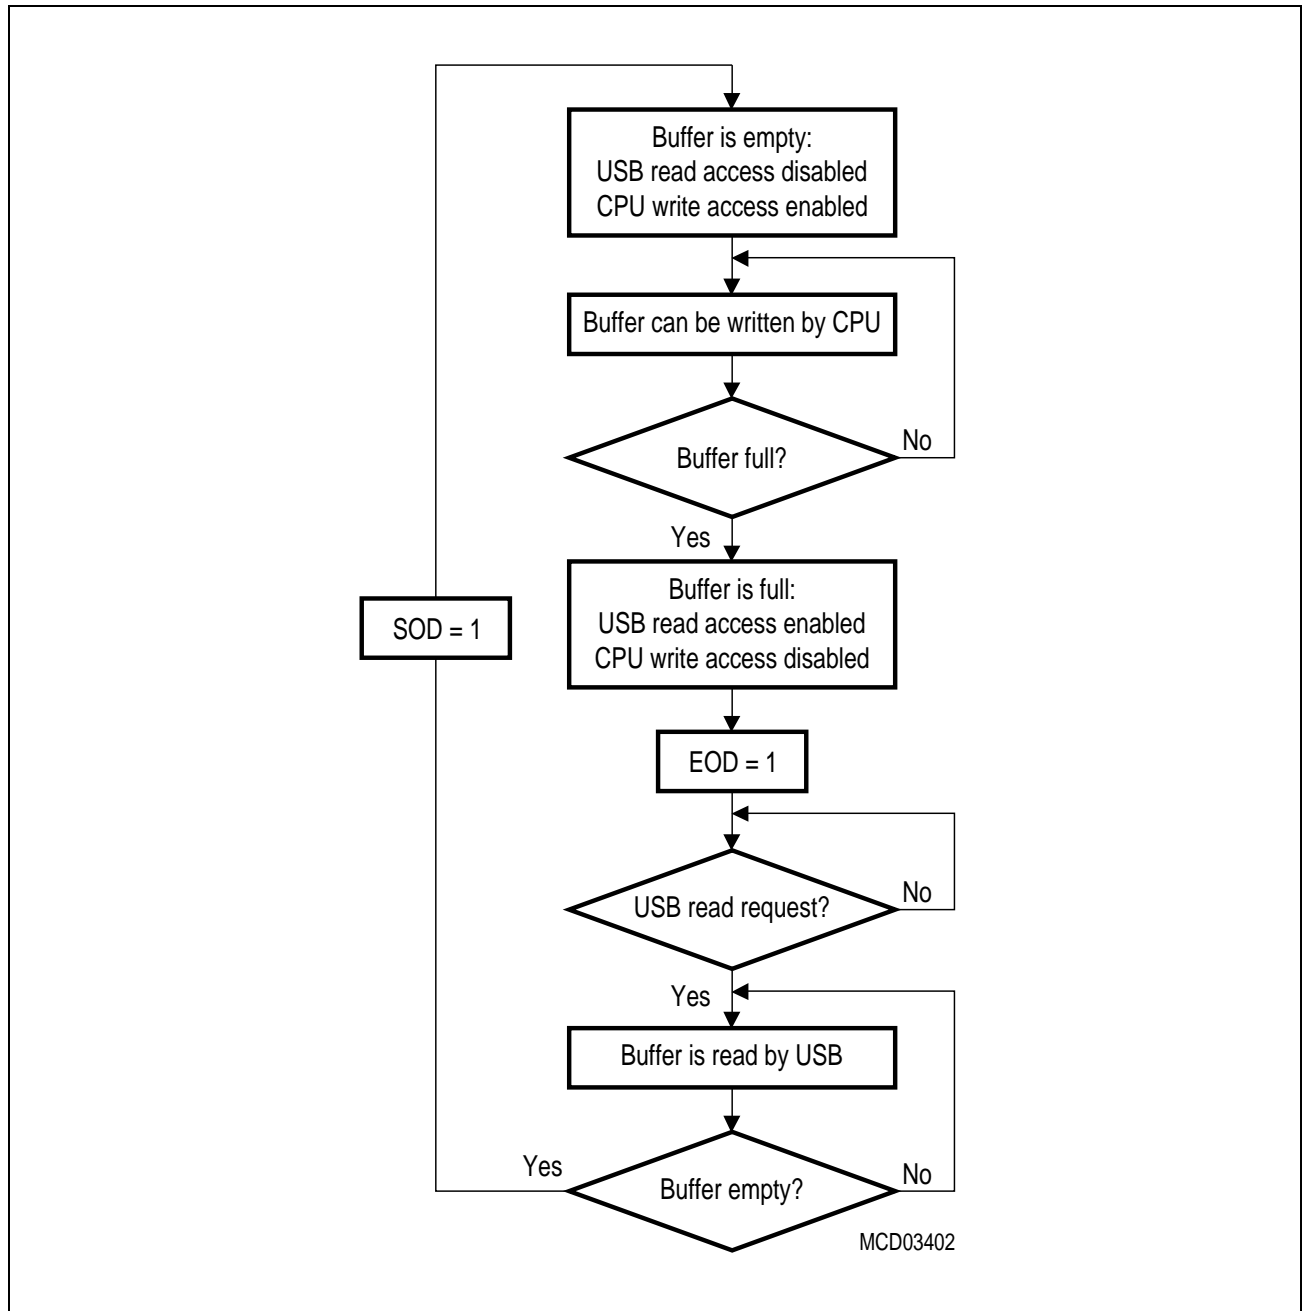 Buffer is empty:
USB read access disabled
CPU write access enabled
Buffer can be written by CPU
Buffer full?
No
Yes
Buffer is full:
USB read access enabled
CPU write access disabled
SOD = 1
EOD = 1
USB read request?
No
Yes
Buffer is read by USB
Yes
Buffer empty?
No
MCD03402